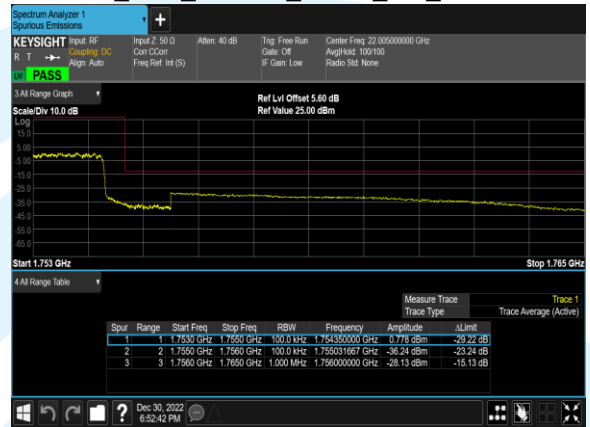 Spectrum Analyzer 1
Spurious Emissions
KEYSIGHT Input: RF Input Z: 50 Ω Atten: 40 dB Trig: Free Run Center Freq: 22.005000000 GHz
R T Coupling: DC Corr CCorr Gate: Off Avg|Hold: 100/100
Align: Auto Freq Ref: Int (S) IF Gain: Low Radio Std: None
PASS
3 All Range Graph
Ref Lvl Offset 5.60 dB
Scale/Div 10.0 dB Ref Value 25.00 dBm
Log
15.0
5.00
-5.00
-15.0
-25.0
-35.0
-45.0
-55.0
-65.0
Start 1.753 GHz Stop 1.765 GHz
4 All Range Table
Measure Trace Trace 1
Trace Type Trace Average (Active)
Spur Range Start Freq Stop Freq RBW Frequency Amplitude ΔLimit
1 1 1.7530 GHz 1.7550 GHz 100.0 kHz 1.754350000 GHz 0.778 dBm -29.22 dB
2 2 1.7550 GHz 1.7560 GHz 100.0 kHz 1.755031667 GHz -36.24 dBm -23.24 dB
3 3 1.7560 GHz 1.7650 GHz 1.000 MHz 1.756000000 GHz -28.13 dBm -15.13 dB
? Dec 30, 2022
6:52:42 PM